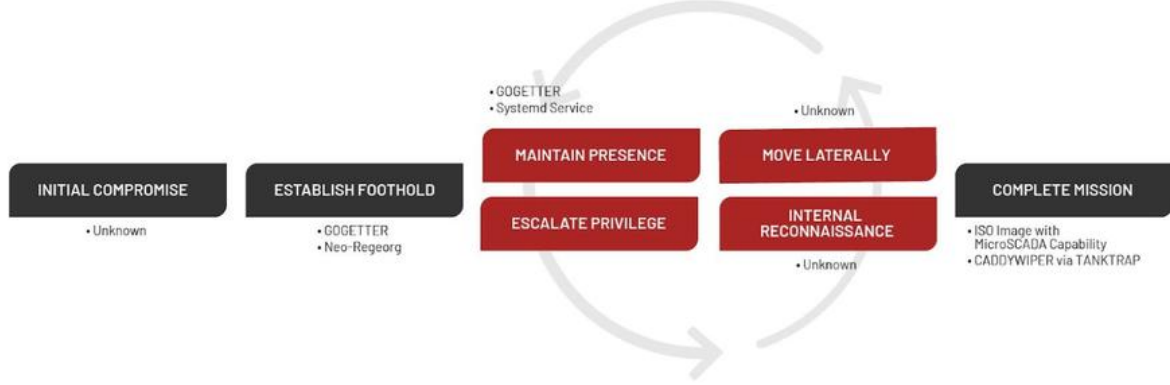 INITIAL COMPROMISE
• Unknown
ESTABLISH FOOTHOLD
• GOGETTER
• Neo-Regeorg
• GOGETTER
• Systemd Service
MAINTAIN PRESENCE
ESCALATE PRIVILEGE
• Unknown
MOVE LATERALLY
INTERNAL
RECONNAISSANCE
• Unknown
COMPLETE MISSION
• ISO Image with
MicroSCADA Capability
• CADDYWIPER via TANKTRAP